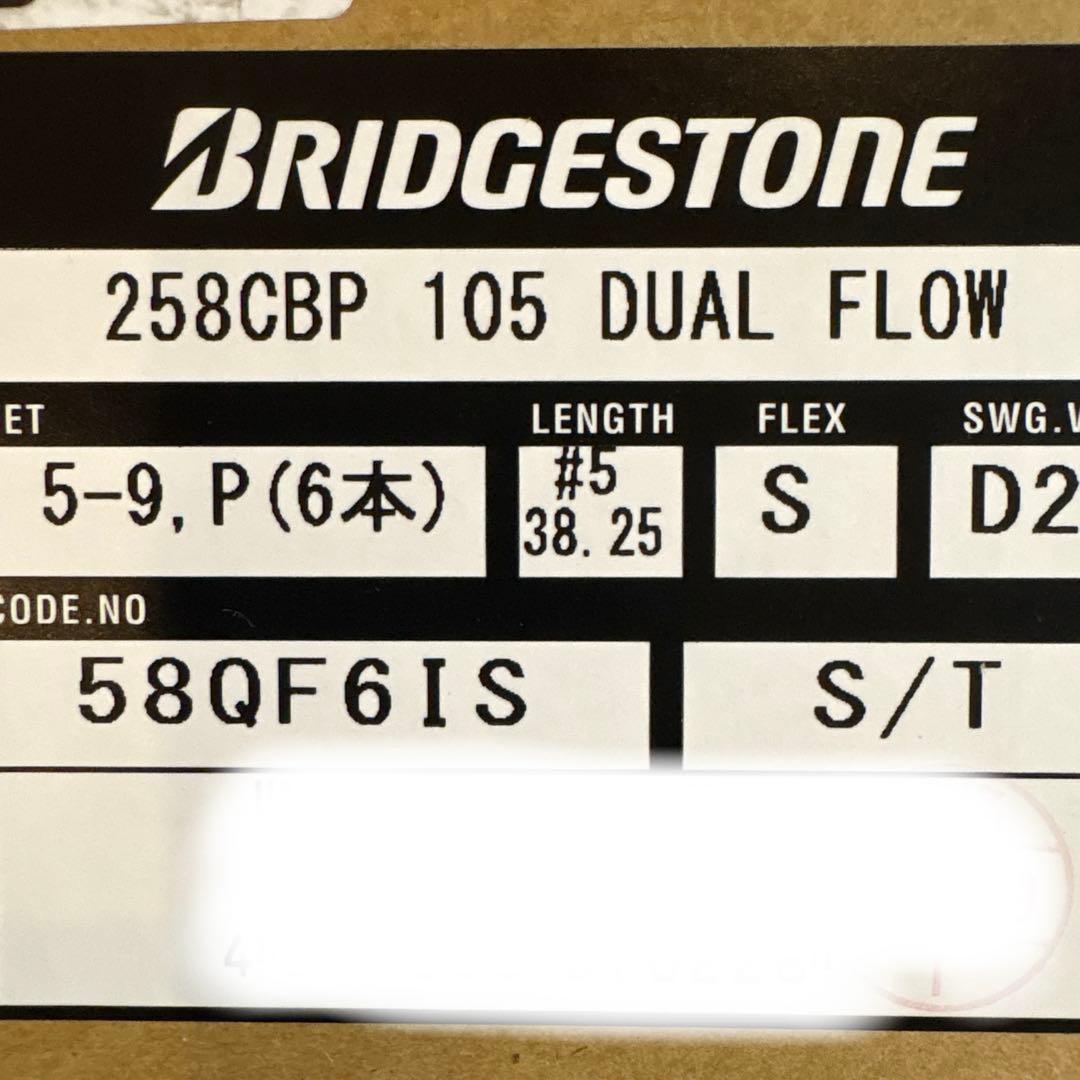 BRIDGESTONE
258CBP 105 DUAL FLOW
ET LENGTH FLEX SWG.W
5-9,P(6本) #5 38.25 S D2
CODE.NO
58QF6IS S/T